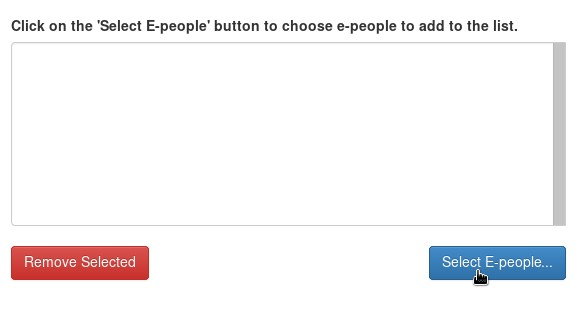 Click on the 'Select E-people' button to choose e-people to add to the list.
Remove Selected
Select E-people...